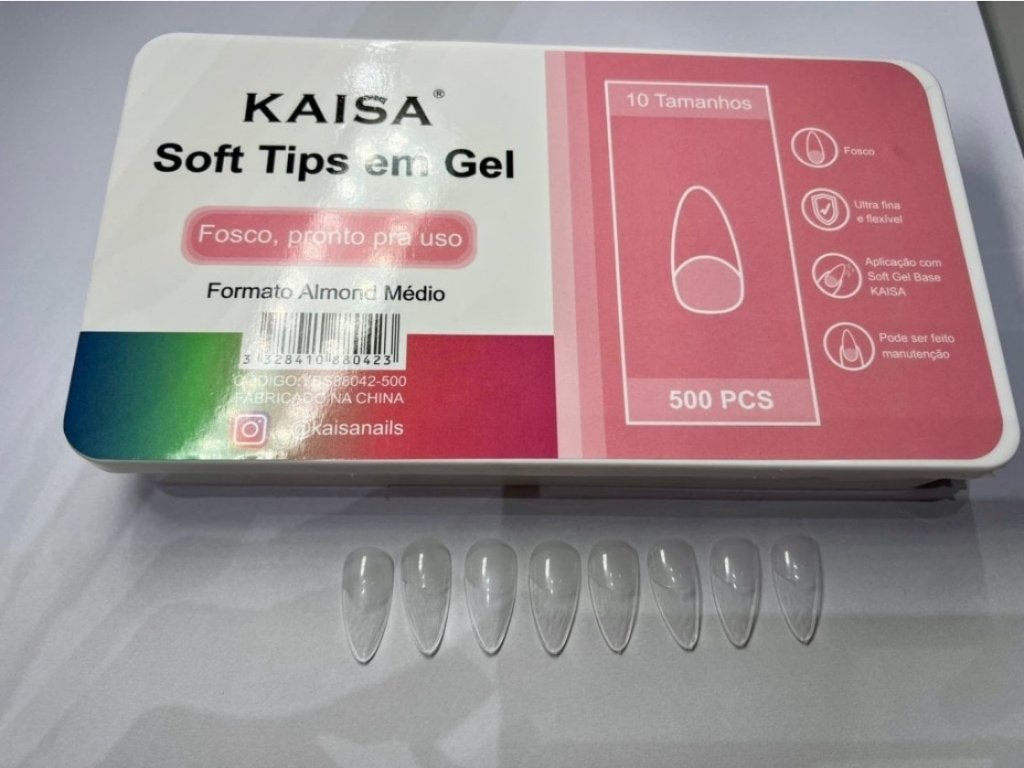 KAISA®
Soft Tips em Gel
Fosco, pronto pra uso
Formato Almond Médio
3 328410 880423
CÓDIGO:YBS88042-500
FABRICADO NA CHINA
@kaisanails
10 Tamanhos
500 PCS
Fosco
Ultra fina
e flexível
Aplicação com
Soft Gel Base
KAISA
Pode ser feito
manutenção